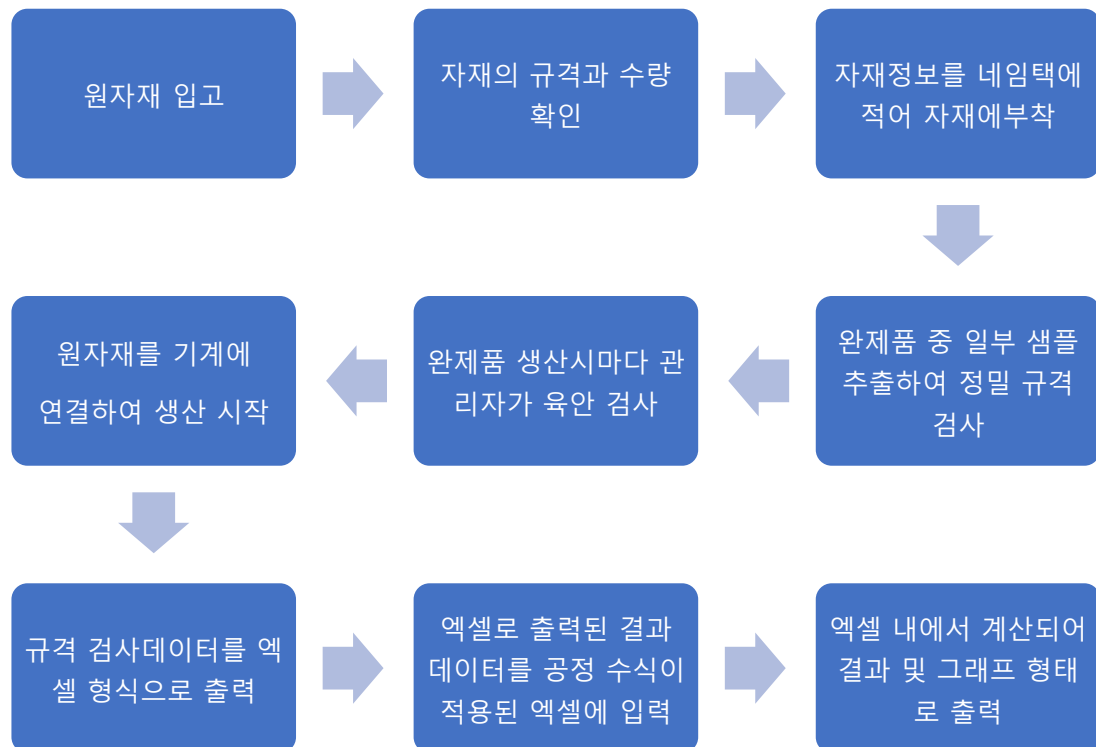 원자재 입고
자재의 규격과 수량
확인
자재정보를 네임택에
적어 자재에부착
완제품 중 일부 샘플
추출하여 정밀 규격
검사
완제품 생산시마다 관
리자가 육안 검사
원자재를 기계에
연결하여 생산 시작
규격 검사데이터를 엑
셀 형식으로 출력
엑셀로 출력된 결과
데이터를 공정 수식이
적용된 엑셀에 입력
엑셀 내에서 계산되어
결과 및 그래프 형태
로 출력